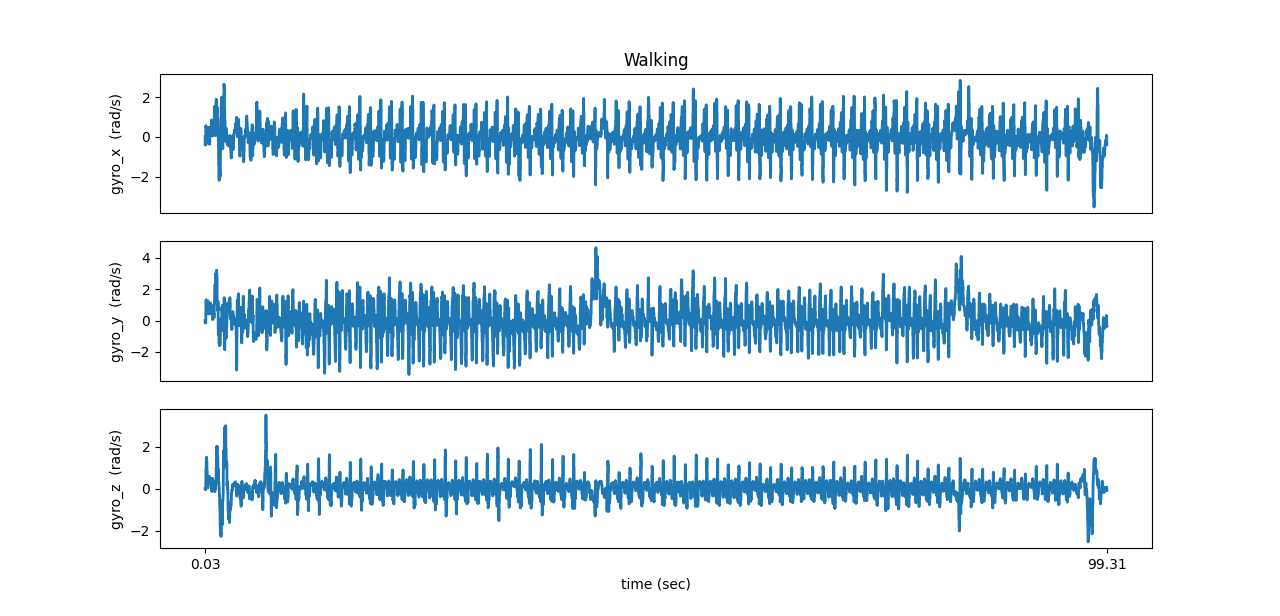 Walking
gyro_x  (rad/s)
2
0
−2
gyro_y  (rad/s)
4
2
0
−2
gyro_z  (rad/s)
2
0
−2
0.03
99.31
time (sec)